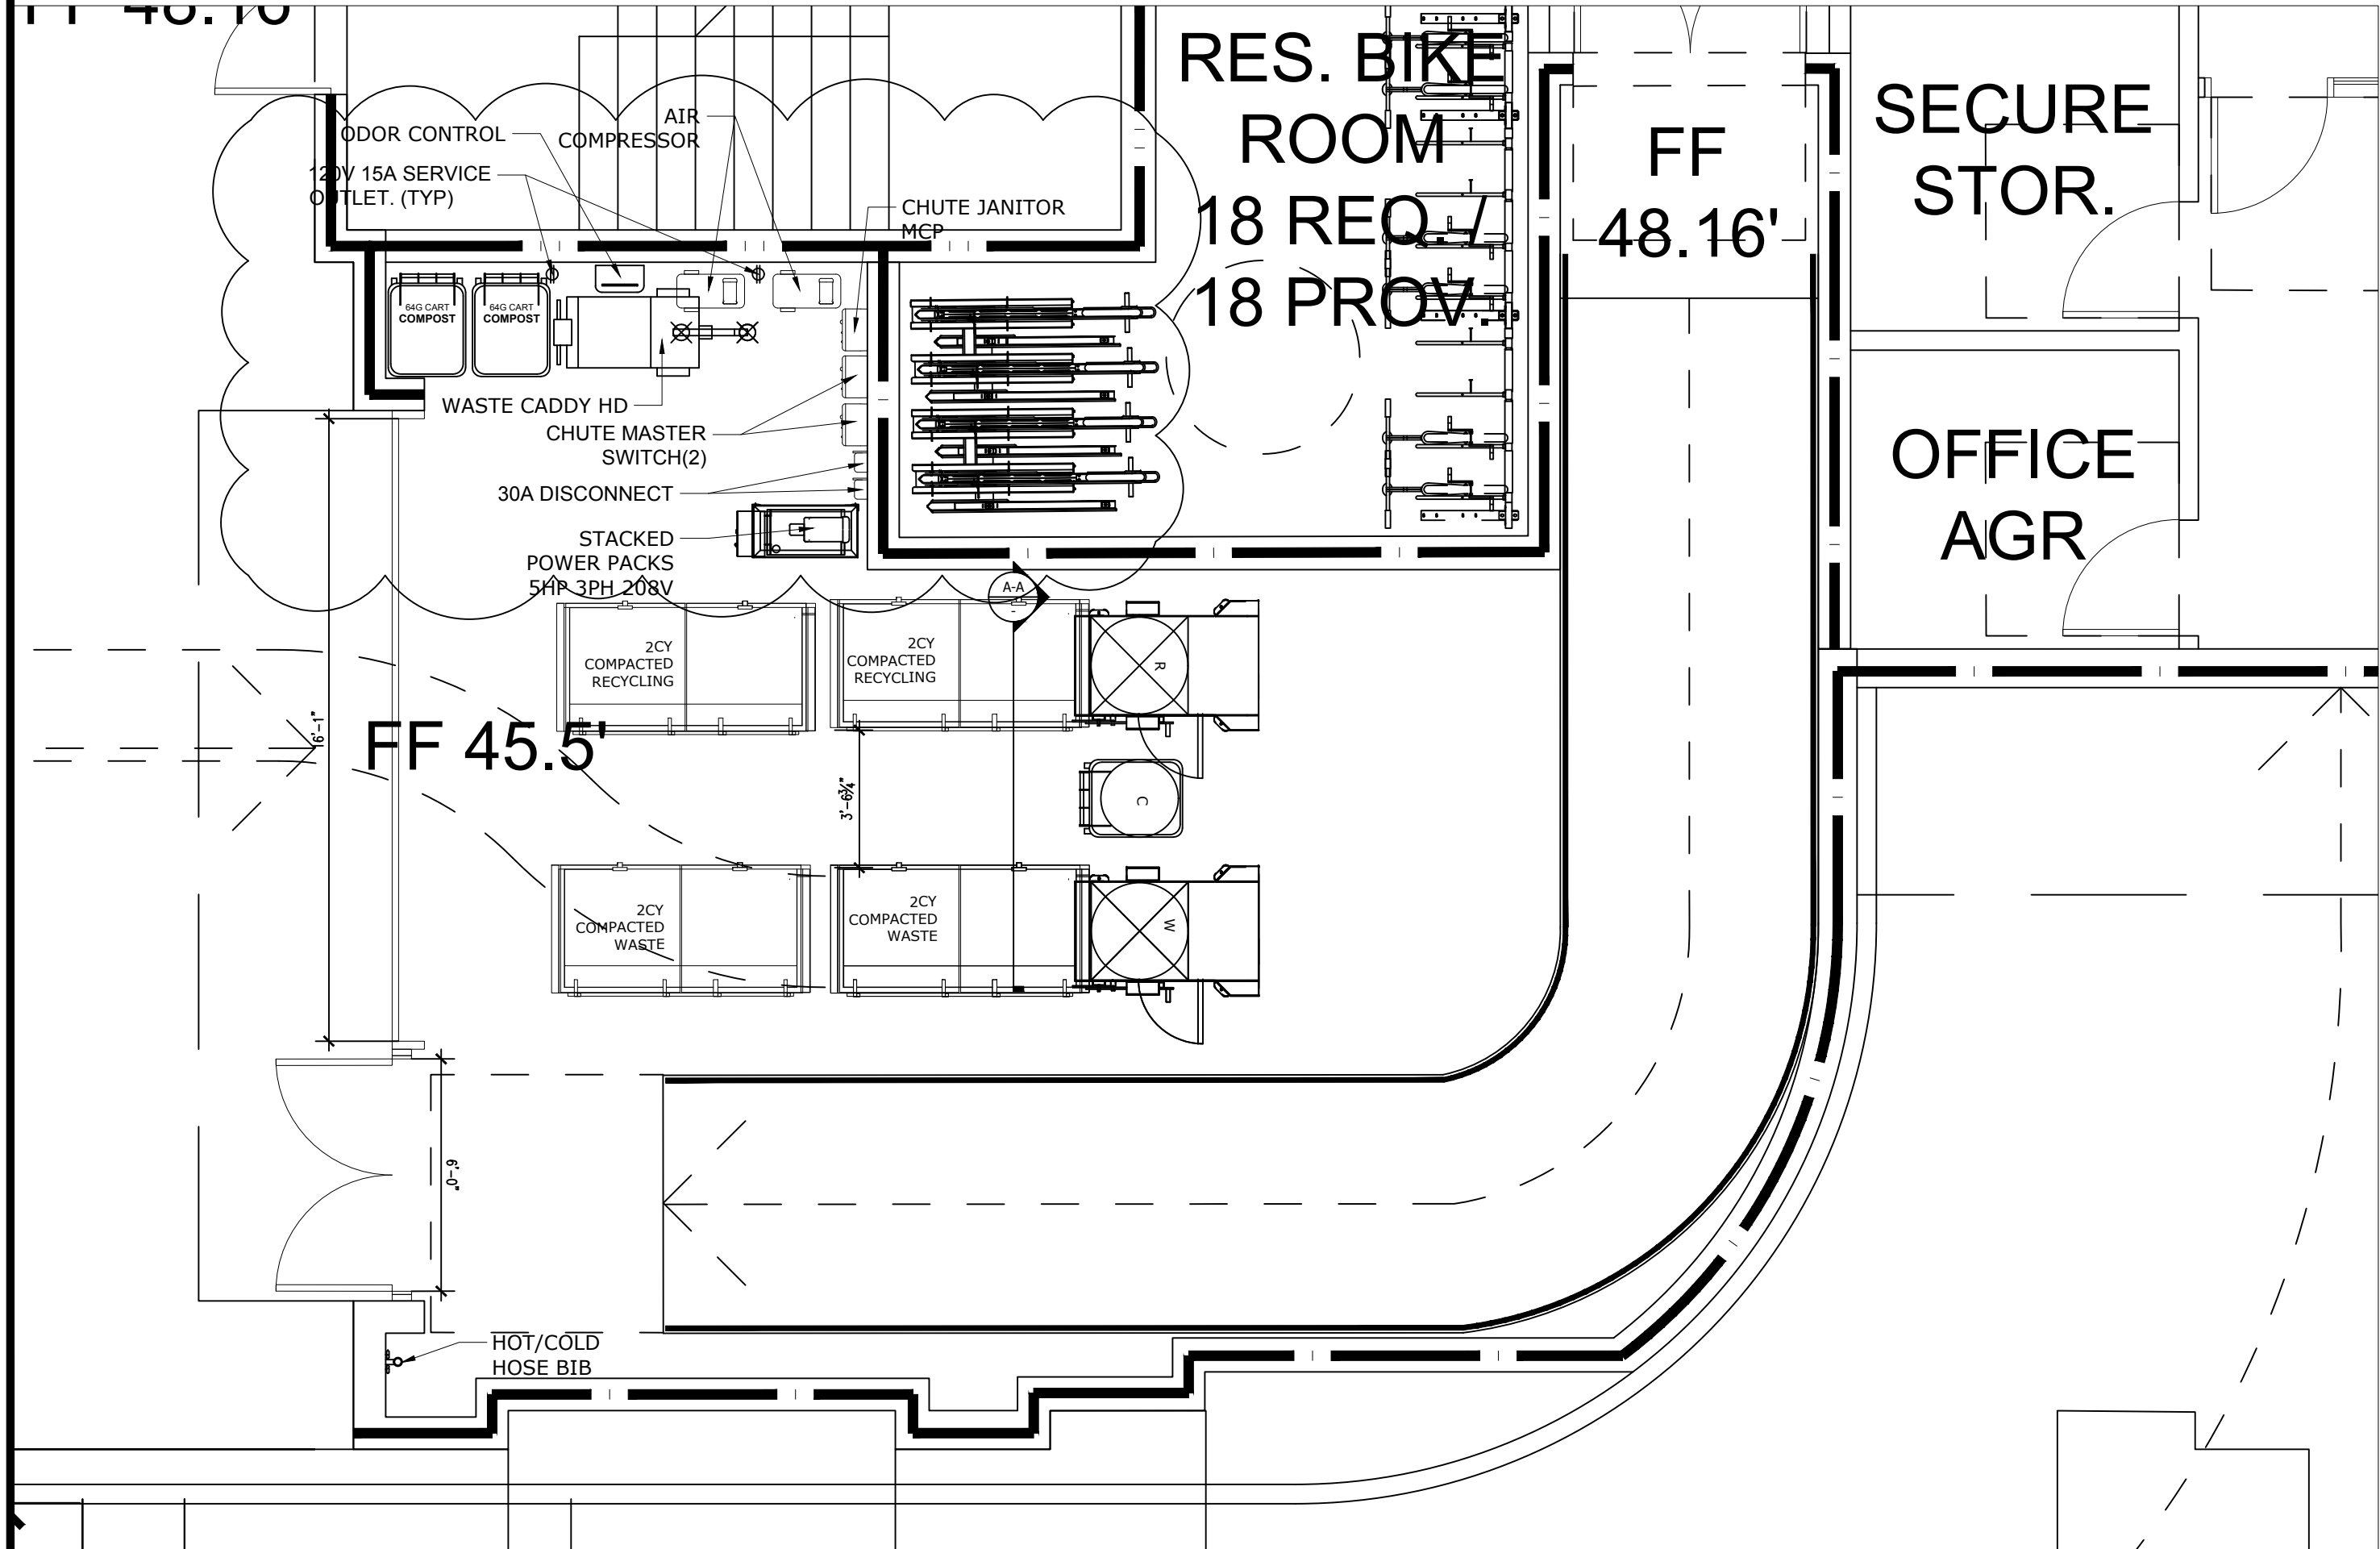 FF 48.16'
ODOR CONTROL
AIR
COMPRESSOR
120V 15A SERVICE
OUTLET. (TYP)
CHUTE JANITOR
MCP
RES. BIKE
ROOM
18 REQ. /
18 PROV.
FF
48.16'
SECURE
STOR.
64G CART
COMPOST
64G CART
COMPOST
WASTE CADDY HD
CHUTE MASTER
SWITCH(2)
30A DISCONNECT
STACKED
POWER PACKS
5HP 3PH 208V
OFFICE
AGR
A-A
-
2CY
COMPACTED
RECYCLING
2CY
COMPACTED
RECYCLING
R
16'-1"
FF 45.5'
3'-6¾"
C
2CY
COMPACTED
WASTE
2CY
COMPACTED
WASTE
W
6'-0"
HOT/COLD
HOSE BIB